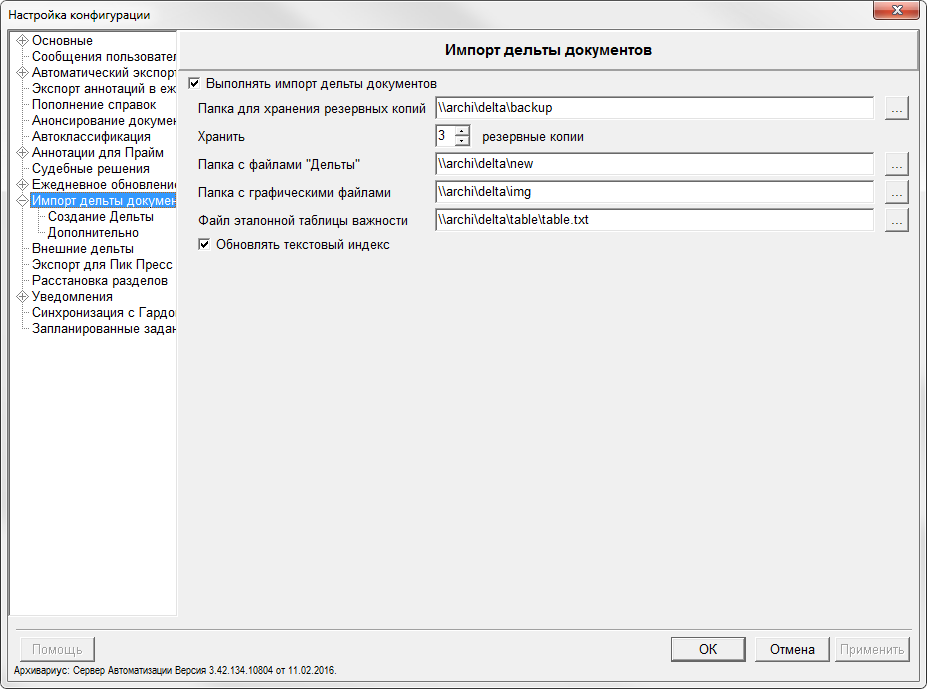 Настройка конфигурации
Основные
Сообщения пользовател
Автоматический экспорт
Экспорт аннотаций в еж
Пополнение справок
Анонсирование докумен
Автоклассификация
Аннотации для Прайм
Судебные решения
Ежедневное обновление
Импорт дельты докумен
Создание Дельты
Дополнительно
Внешние дельты
Экспорт для Пик Пресс
Расстановка разделов
Уведомления
Синхронизация с Гардо
Запланированные задан
Импорт дельты документов
Выполнять импорт дельты документов
Папка для хранения резервных копий \\archi\delta\backup ...
Хранить 3 резервные копии
Папка с файлами "Дельты" \\archi\delta\new ...
Папка с графическими файлами \\archi\delta\img ...
Файл эталонной таблицы важности \\archi\delta\table\table.txt ...
Обновлять текстовый индекс
Помощь OK Отмена Применить
Архивариус: Сервер Автоматизации Версия 3.42.134.10804 от 11.02.2016.